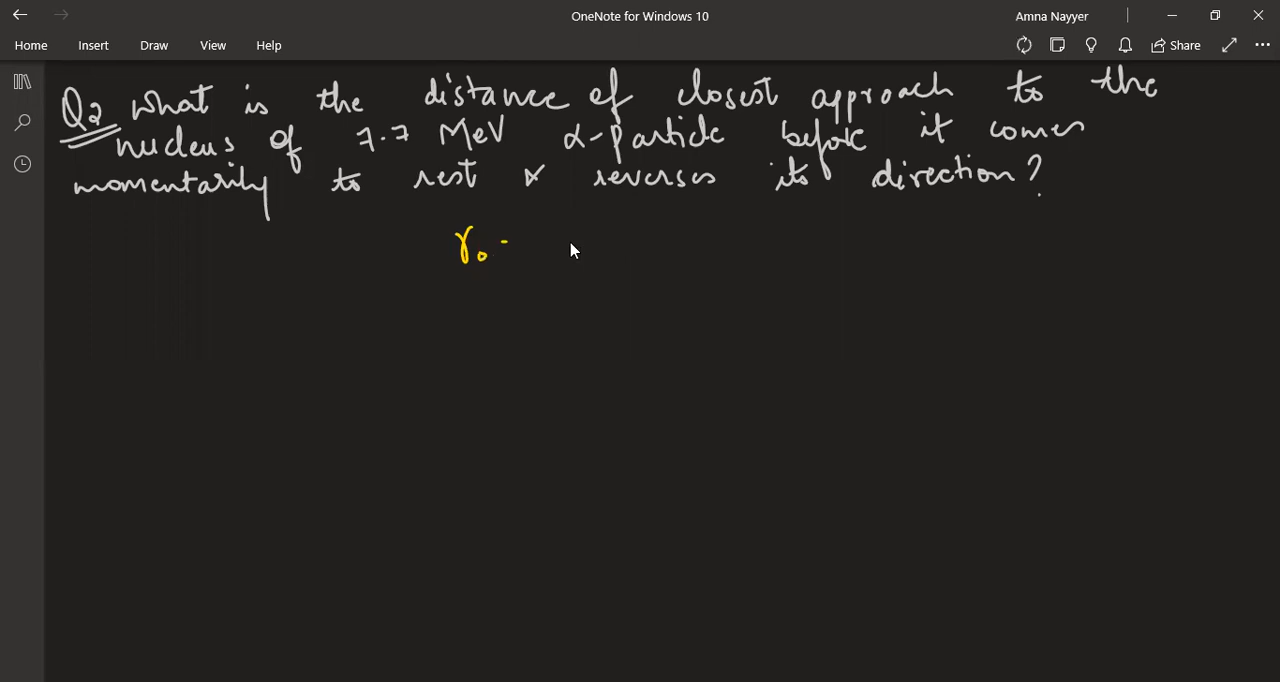 OneNote for Windows 10
Amna Nayyer
Home Insert Draw View Help
Share
Q2 what is the distance of closest approach to the
nucleus of 7.7 MeV α-particle before it comes
momentarily to rest & reverses its direction?
r₀ -